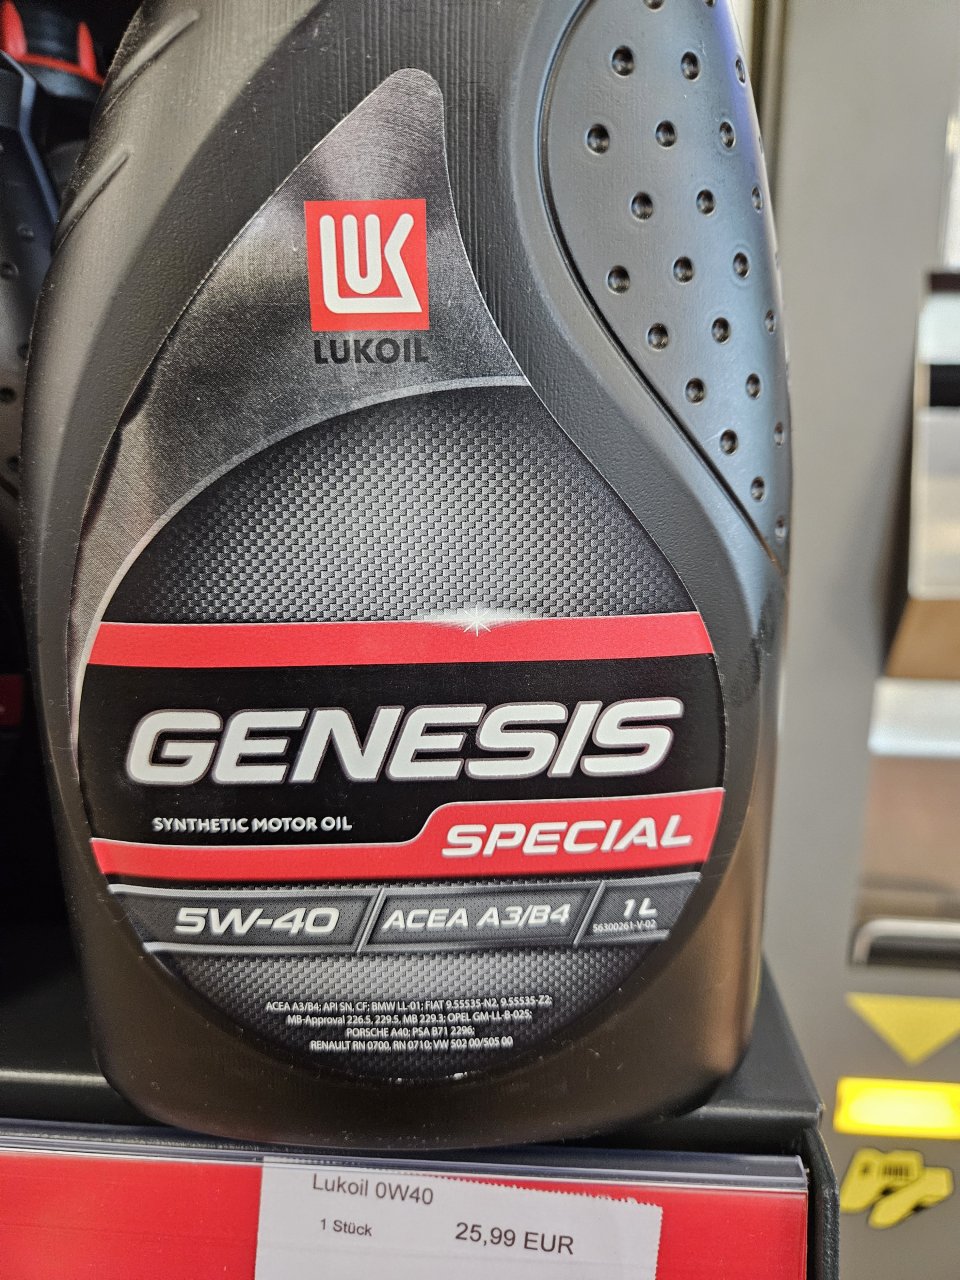 LUK
LUKOIL
GENESIS
SYNTHETIC MOTOR OIL
SPECIAL
5W-40
ACEA A3/B4
1 L
56300261-V-02
ACEA A3/B4; API SN, CF; BMW LL-01; FIAT 9.55535-N2, 9.55535-Z2;
MB-Approval 226.5, 229.5, MB 229.3; OPEL GM-LL-B-025;
PORSCHE A40; PSA B71 2296;
RENAULT RN 0700, RN 0710; VW 502 00/505 00
Lukoil 0W40
1 Stück
25,99 EUR